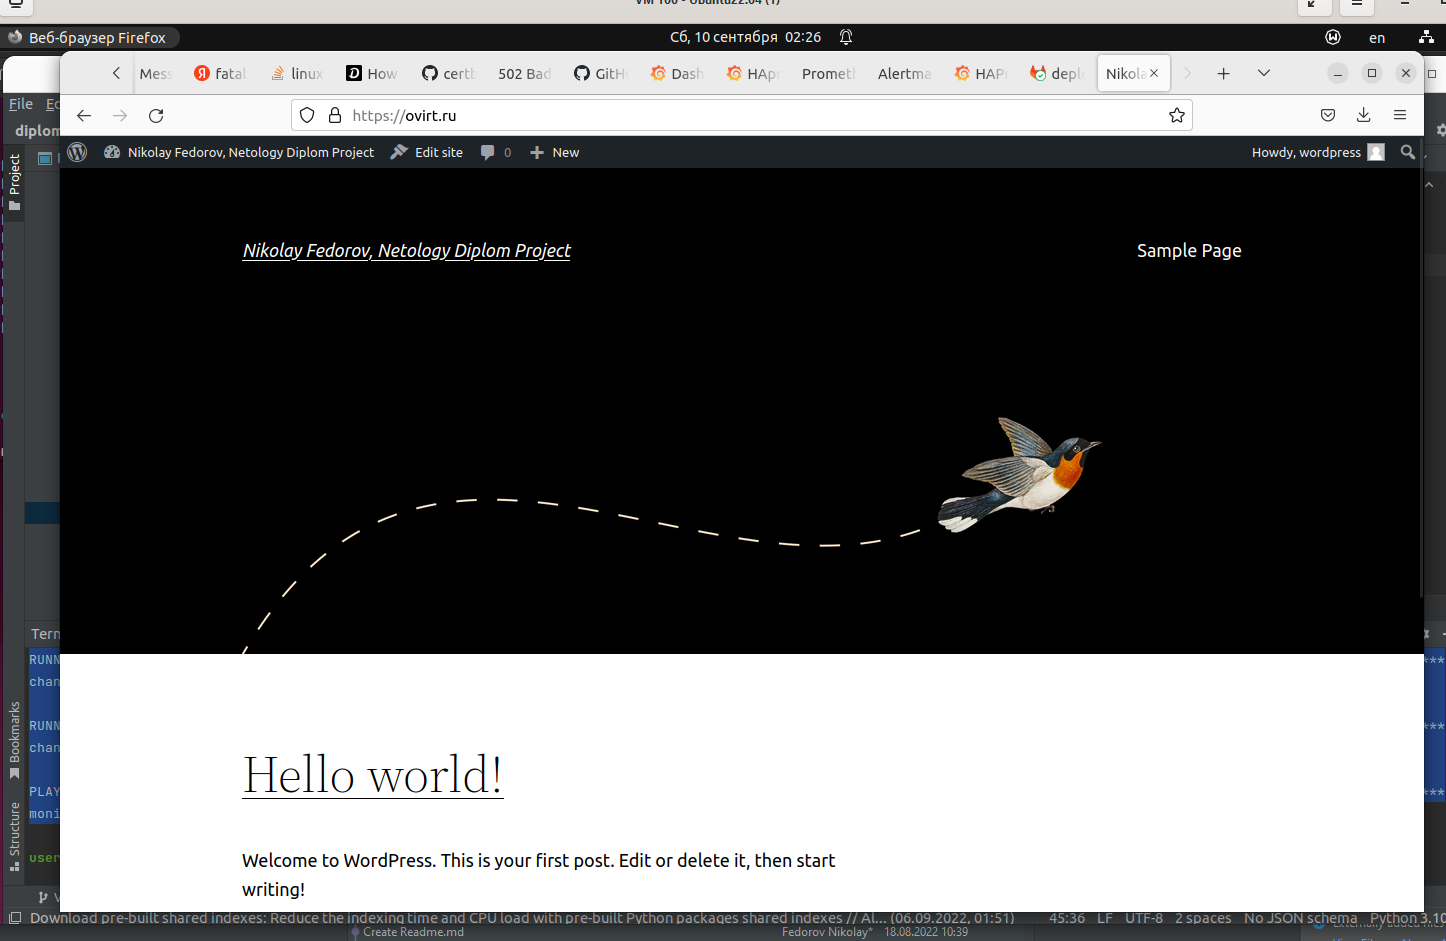 VM 100 - Ubuntu22.04 (1)
Веб-браузер Firefox
Сб, 10 сентября 02:26
en
Mess fatal linux How certb 502 Bad GitH Dash HApr Promet Alertma HAP depl Nikola
File
diplom
https://ovirt.ru
Nikolay Fedorov, Netology Diplom Project Edit site 0 New Howdy, wordpress
Project
Nikolay Fedorov, Netology Diplom Project Sample Page
Term
RUNN ***
chan
RUNN ***
chan
PLAY ***
moni
user
Bookmarks
Structure
Hello world!
Welcome to WordPress. This is your first post. Edit or delete it, then start
writing!
Download pre-built shared indexes: Reduce the indexing time and CPU load with pre-built Python packages shared indexes // Al... (06.09.2022, 01:51) 45:36 LF UTF-8 2 spaces No JSON schema Python 3.10
Create Readme.md Fedorov Nikolay* 18.08.2022 10:39
Externally added files